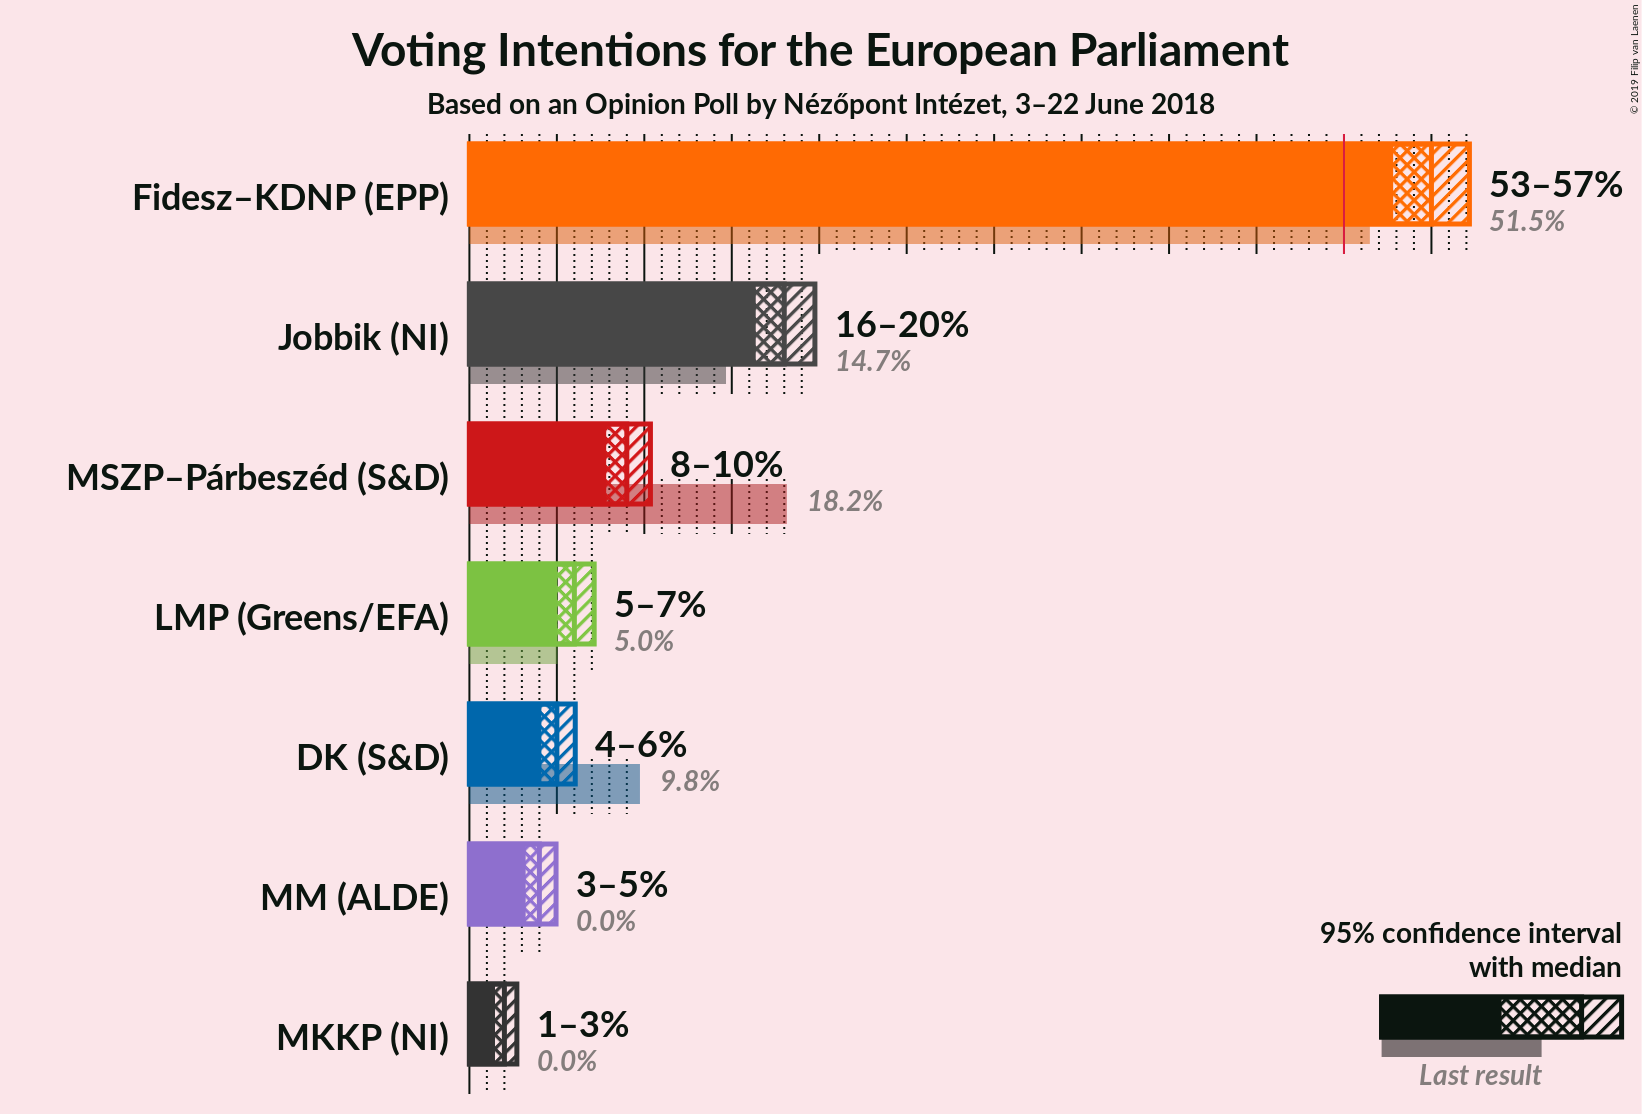 Voting Intentions for the European Parliament
Based on an Opinion Poll by Nézőpont Intézet, 3–22 June 2018
© 2019 Filip van Laenen
Fidesz–KDNP (EPP)
53–57%
51.5%
Jobbik (NI)
16–20%
14.7%
MSZP–Párbeszéd (S&D)
8–10%
18.2%
LMP (Greens/EFA)
5–7%
5.0%
DK (S&D)
4–6%
9.8%
MM (ALDE)
3–5%
0.0%
MKKP (NI)
1–3%
0.0%
95% confidence interval
with median
Last result